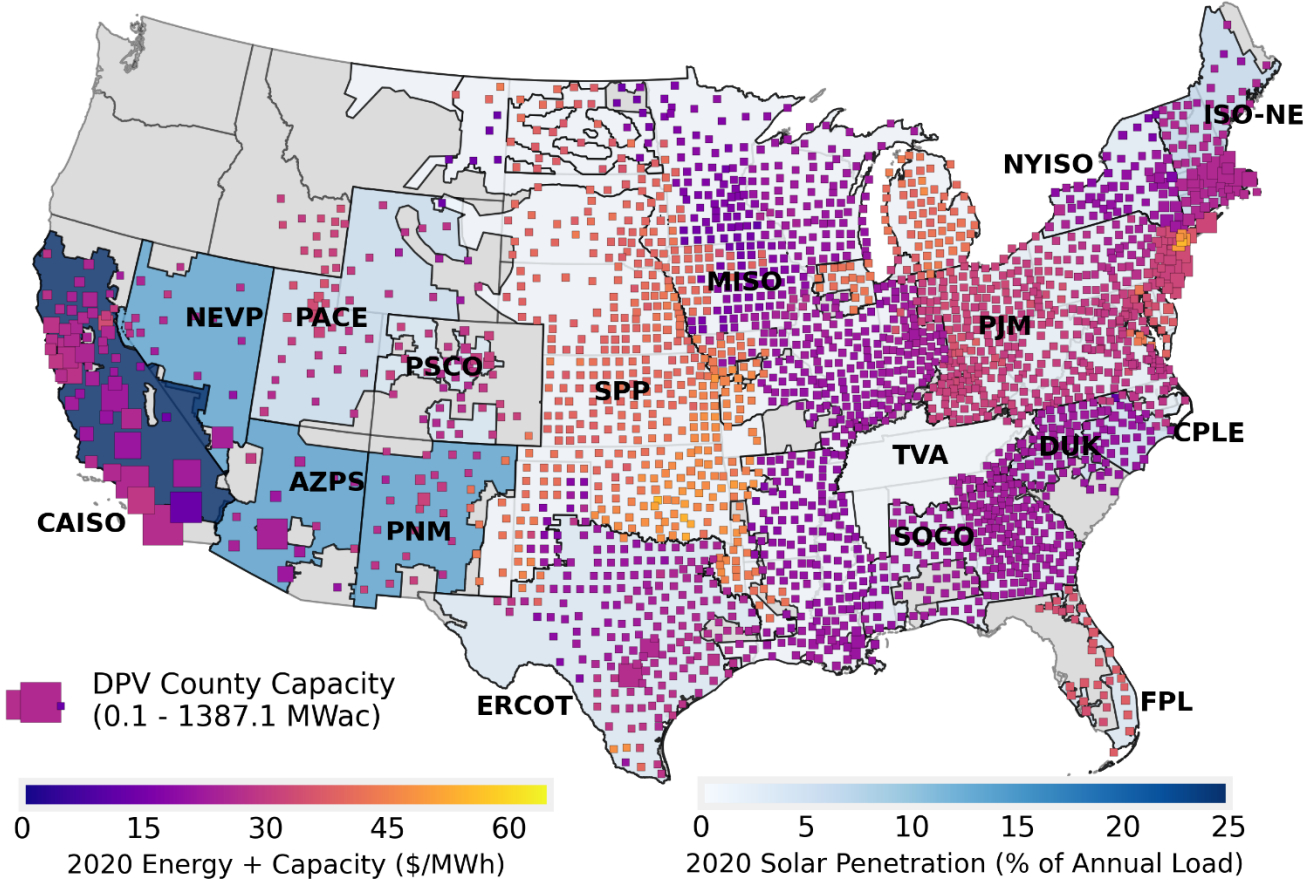 ISO-NE
NYISO
MISO
NEVP
PACE
PJM
PSCO
SPP
CPLE
DUK
TVA
AZPS
CAISO
PNM
SOCO
DPV County Capacity
(0.1 - 1387.1 MWac)
ERCOT
FPL
0 15 30 45 60
2020 Energy + Capacity ($/MWh)
0 5 10 15 20 25
2020 Solar Penetration (% of Annual Load)